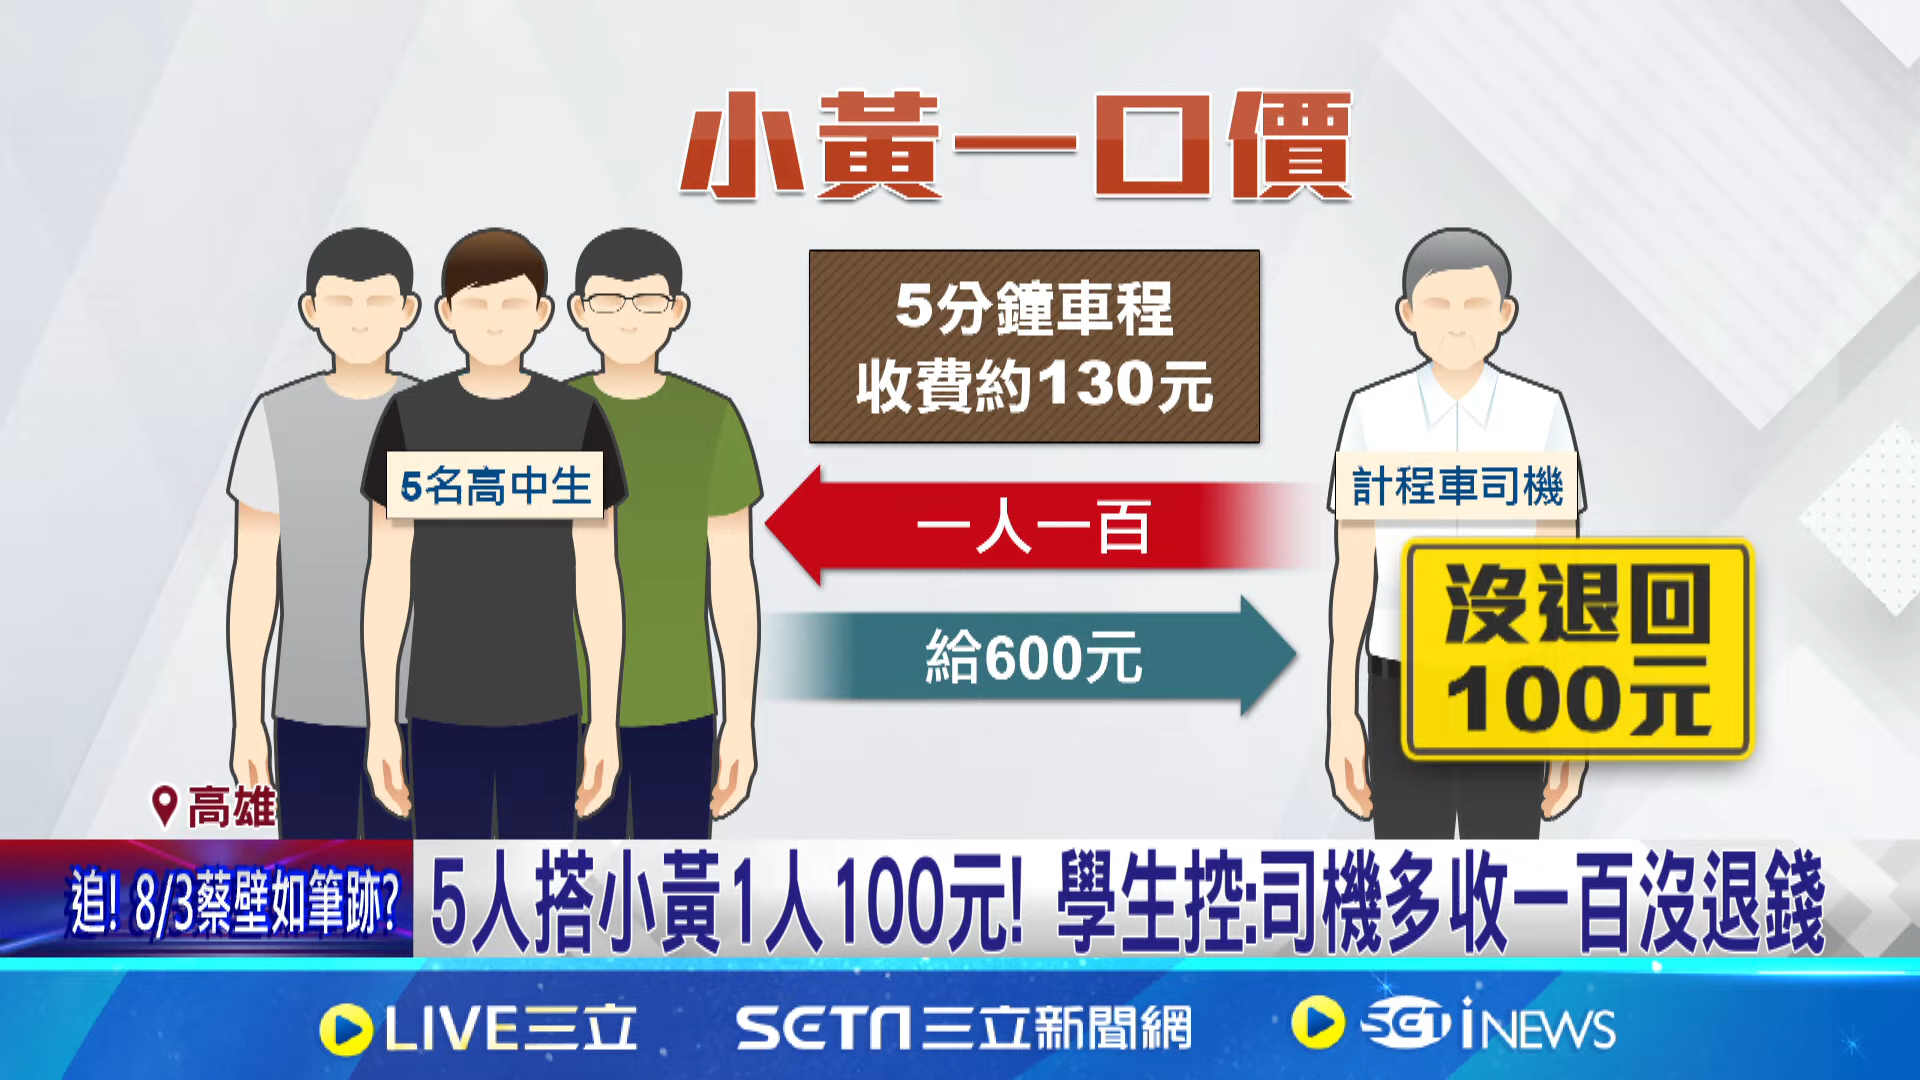 小黃一口價
5分鐘車程
收費約130元
5名高中生
一人一百
計程車司機
給600元
沒退回
100元
高雄
追! 8/3蔡壁如筆跡?
5人搭小黃1人100元! 學生控:司機多收一百沒退錢
LIVE三立
SETN三立新聞網
SETiNEWS